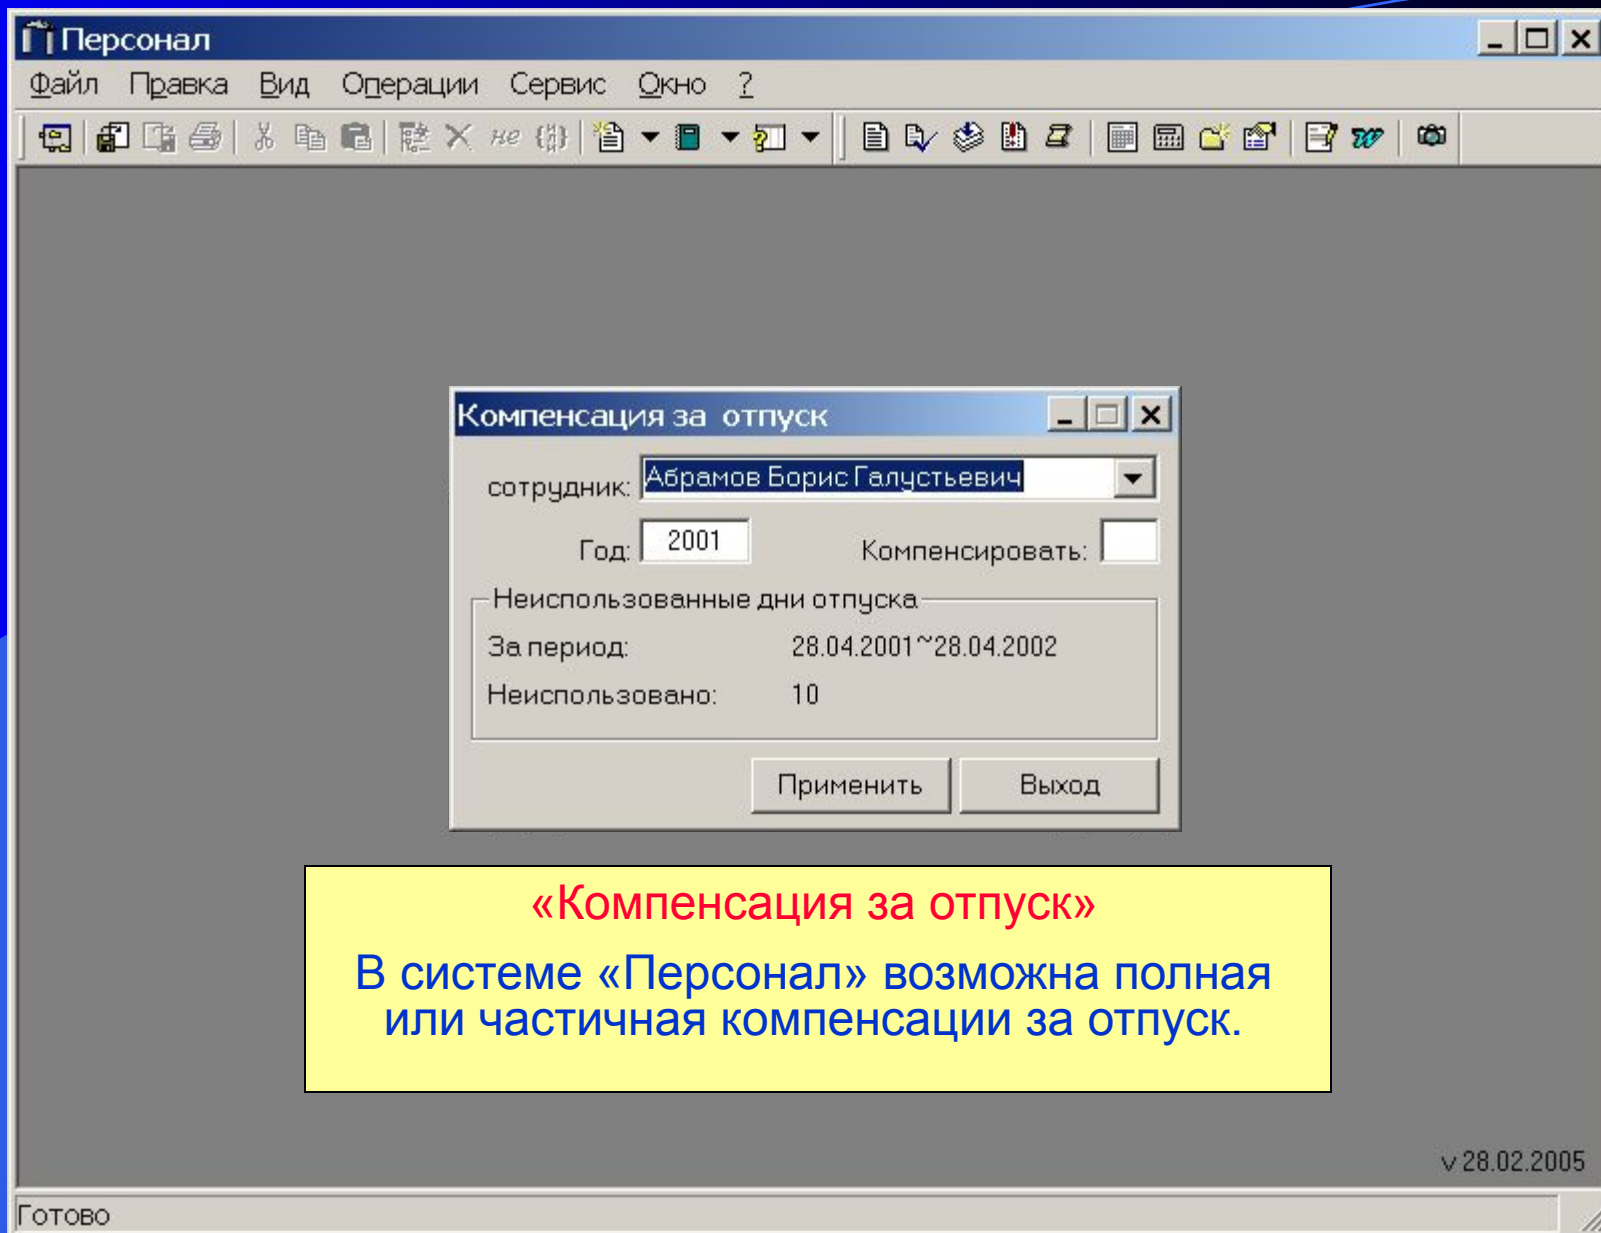 Персонал
Файл Правка Вид Операции Сервис Окно ?
не {‡} w
Компенсация за отпуск
сотрудник: Абрамов Борис Галустьевич
Год: 2001 Компенсировать:
Неиспользованные дни отпуска
За период: 28.04.2001~28.04.2002
Неиспользовано: 10
Применить Выход
«Компенсация за отпуск»
В системе «Персонал» возможна полная
или частичная компенсации за отпуск.
v 28.02.2005
Готово